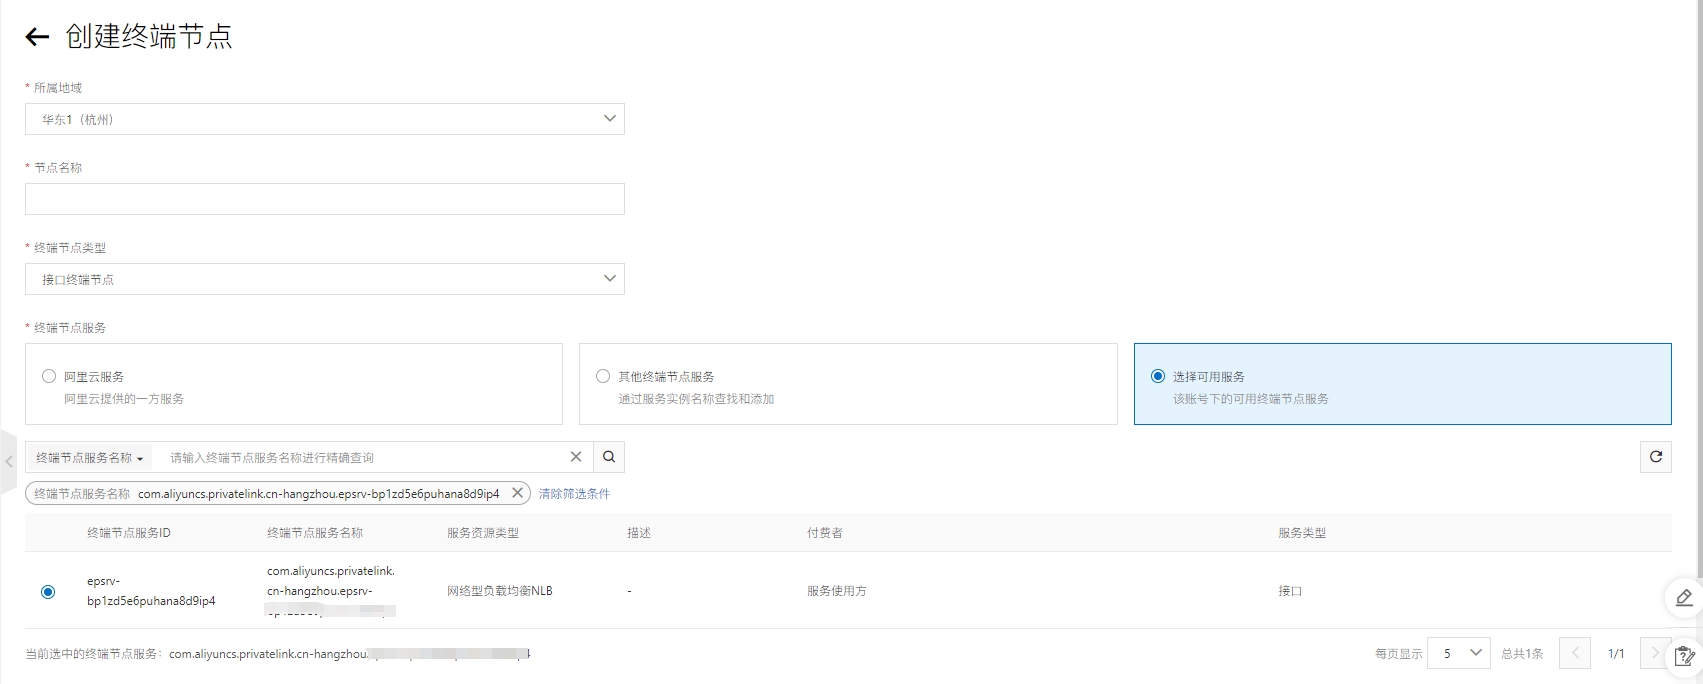 创建终端节点
* 所属地域
华东1（杭州）
* 节点名称
* 终端节点类型
接口终端节点
* 终端节点服务
阿里云服务
阿里云提供的一方服务
其他终端节点服务
通过服务实例名称查找和添加
选择可用服务
该账号下的可用终端节点服务
终端节点服务名称 请输入终端节点服务名称进行精确查询
终端节点服务名称 com.aliyuncs.privatelink.cn-hangzhou.epsrv-bp1zd5e6puhana8d9ip4 清除筛选条件
终端节点服务ID 终端节点服务名称 服务资源类型 描述 付费者 服务类型
epsrv-
bp1zd5e6puhana8d9ip4
com.aliyuncs.privatelink.
cn-hangzhou.epsrv-
网络型负载均衡NLB
-
服务使用方
接口
当前选中的终端节点服务：com.aliyuncs.privatelink.cn-hangzhou.
每页显示 5 总共1条 1/1